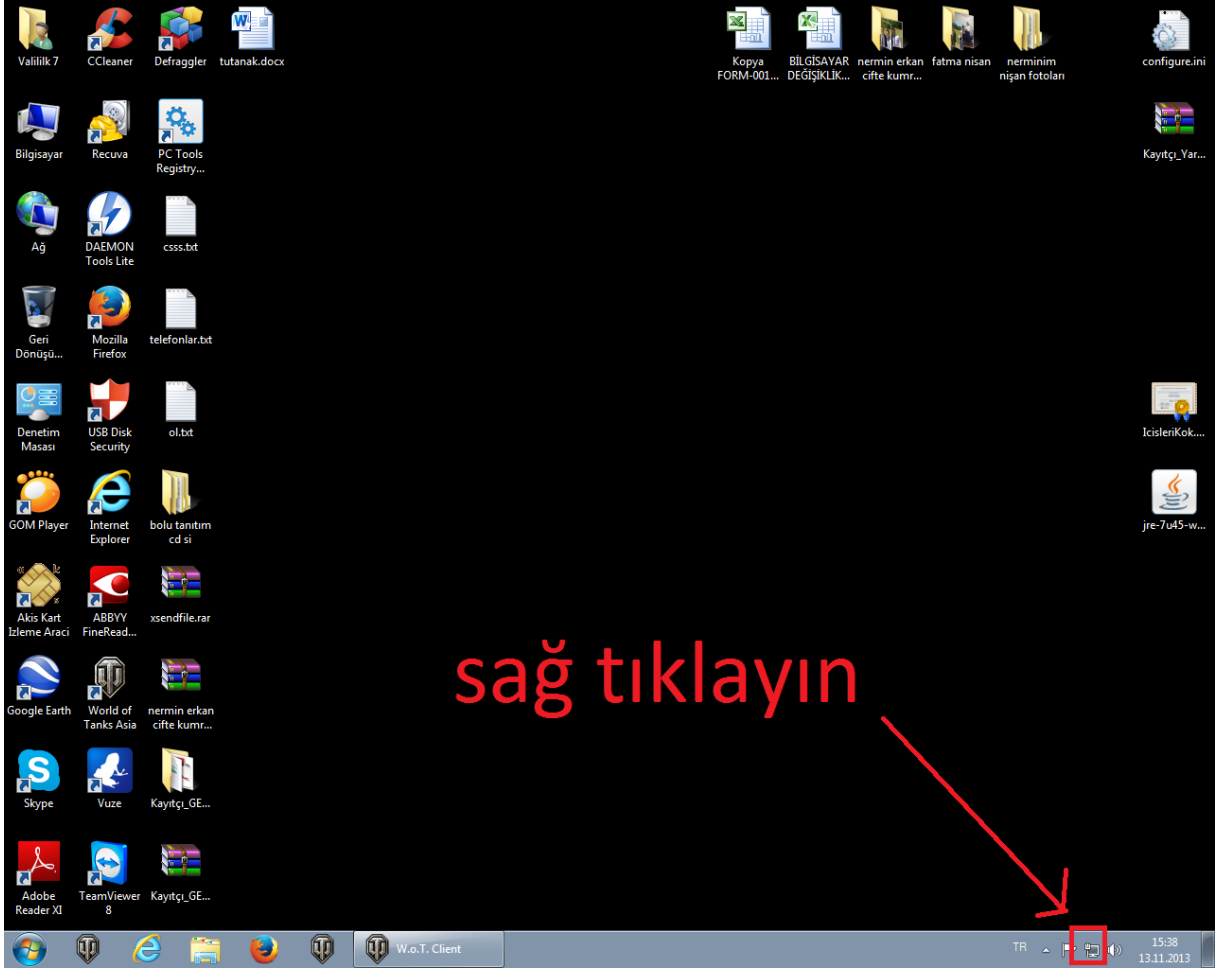 Valililk 7
CCleaner
Defraggler
tutanak.docx
Kopya
FORM-001...
BİLGİSAYAR
DEĞİŞİKLİK...
nermin erkan
cifte kumr...
fatma nisan
nerminim
nişan fotoları
configure.ini
Bilgisayar
Recuva
PC Tools
Registry...
Kayıtçı_Yar...
Ağ
DAEMON
Tools Lite
csss.txt
Geri
Dönüşü...
Mozilla
Firefox
telefonlar.txt
Denetim
Masası
USB Disk
Security
ol.txt
IcisleriKok....
GOM Player
Internet
Explorer
bolu tanıtım
cd si
jre-7u45-w...
Akis Kart
Izleme Araci
ABBYY
FineRead...
xsendfile.rar
sağ tıklayın
Google Earth
World of
Tanks Asia
nermin erkan
cifte kumr...
Skype
Vuze
Kayıtçı_GE...
Adobe
Reader XI
TeamViewer
8
Kayıtçı_GE...
W.o.T. Client
TR
15:38
13.11.2013